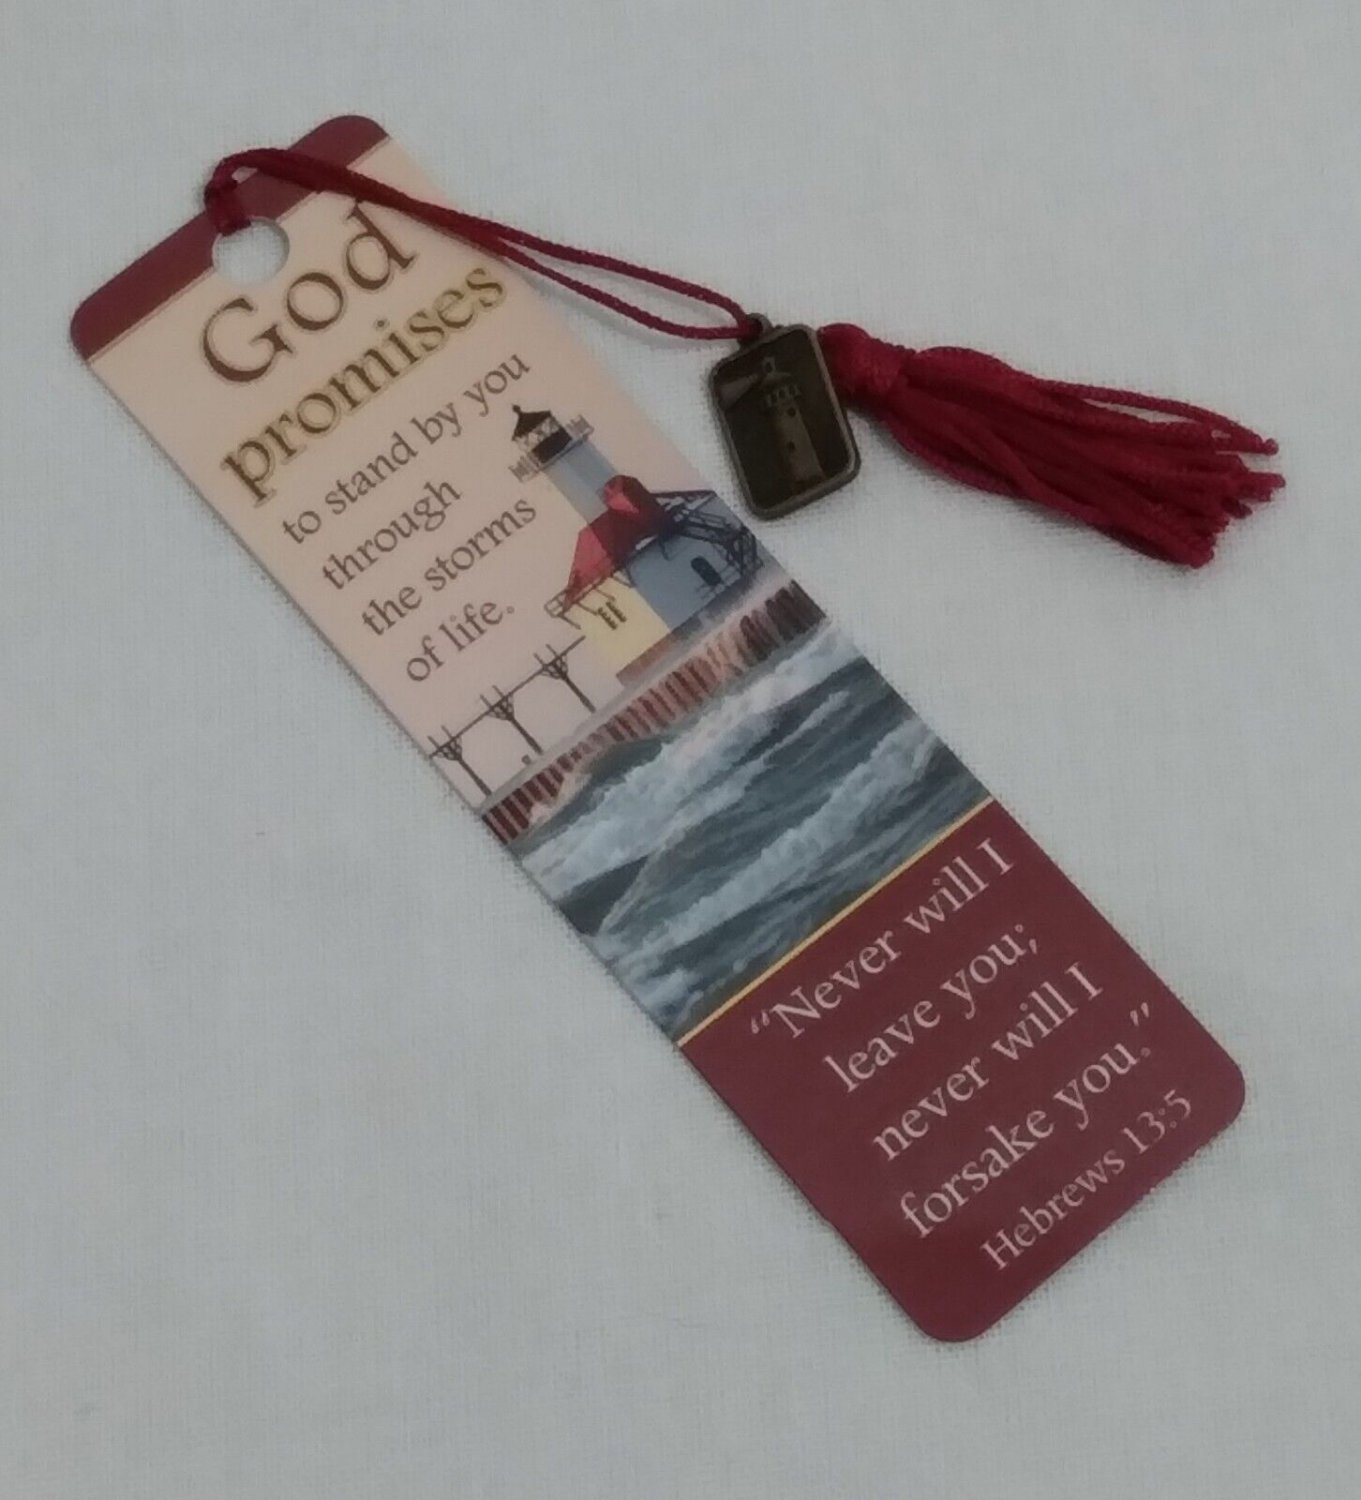 God
promises
to stand by you
through
the storms
of life.
“Never will I
leave you;
never will I
forsake you.”
Hebrews 13:5